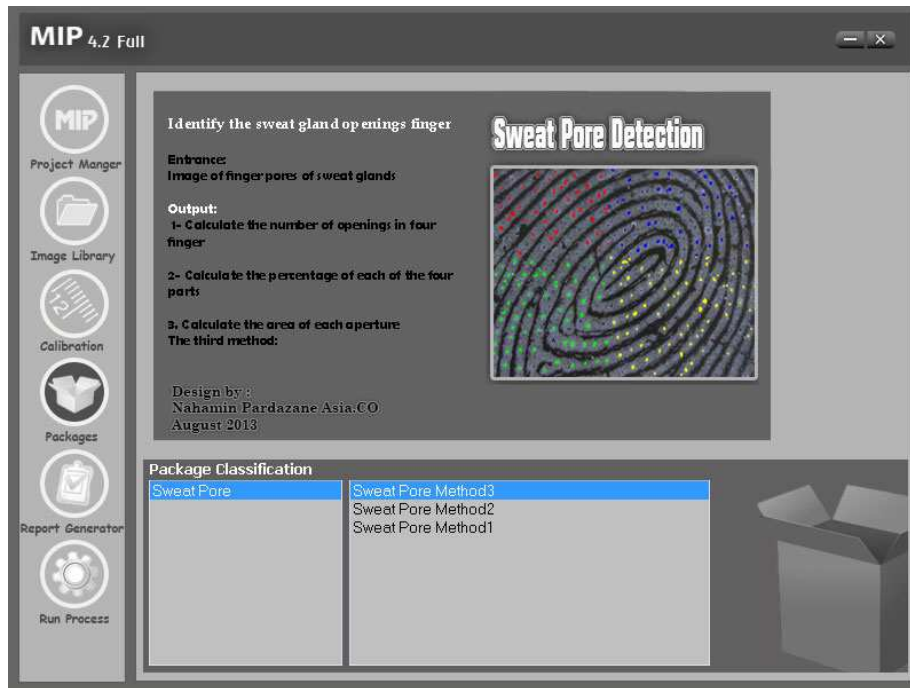 MIP 4.2 Full
MIP
Project Manger
Image Library
12
Calibration
Packages
Report Generator
Run Process
Identify the sweat gland openings finger
Entrance:
Image of finger pores of sweat glands
Output:
1- Calculate the number of openings in four
finger
2- Calculate the percentage of each of the four
parts
3. Calculate the area of each aperture
The third method:
Design by :
Nahamin Pardazane Asia.CO
August 2013
Sweat Pore Detection
Package Classification
Sweat Pore
Sweat Pore Method3
Sweat Pore Method2
Sweat Pore Method1